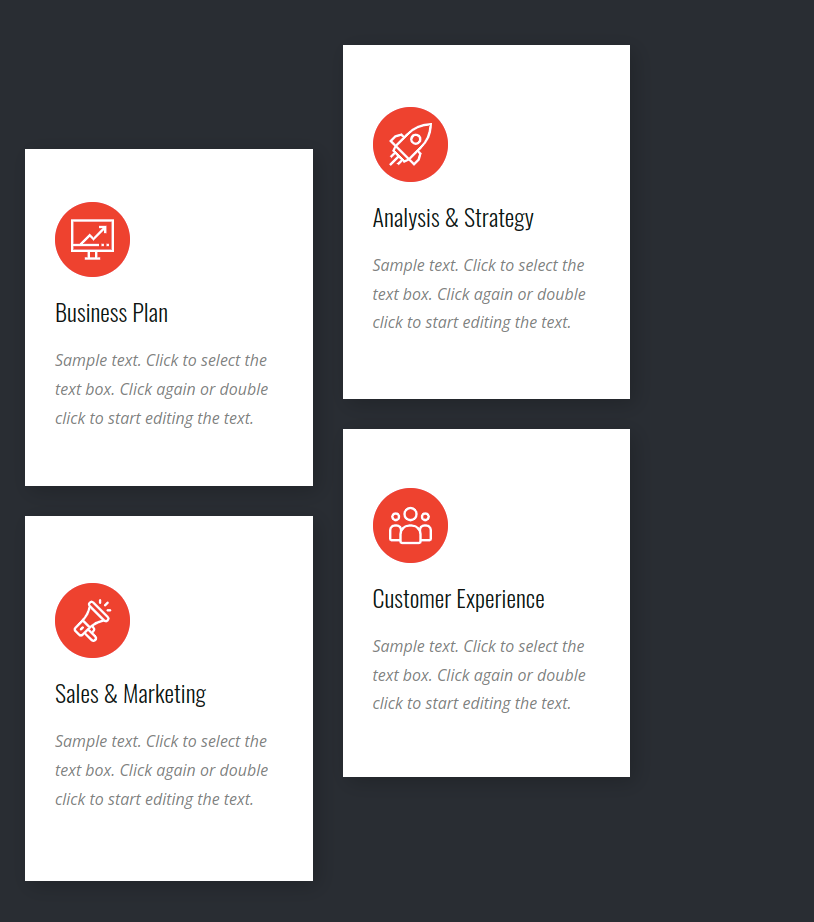 Business Plan
Sample text. Click to select the
text box. Click again or double
click to start editing the text.
Sales & Marketing
Sample text. Click to select the
text box. Click again or double
click to start editing the text.
Analysis & Strategy
Sample text. Click to select the
text box. Click again or double
click to start editing the text.
Customer Experience
Sample text. Click to select the
text box. Click again or double
click to start editing the text.